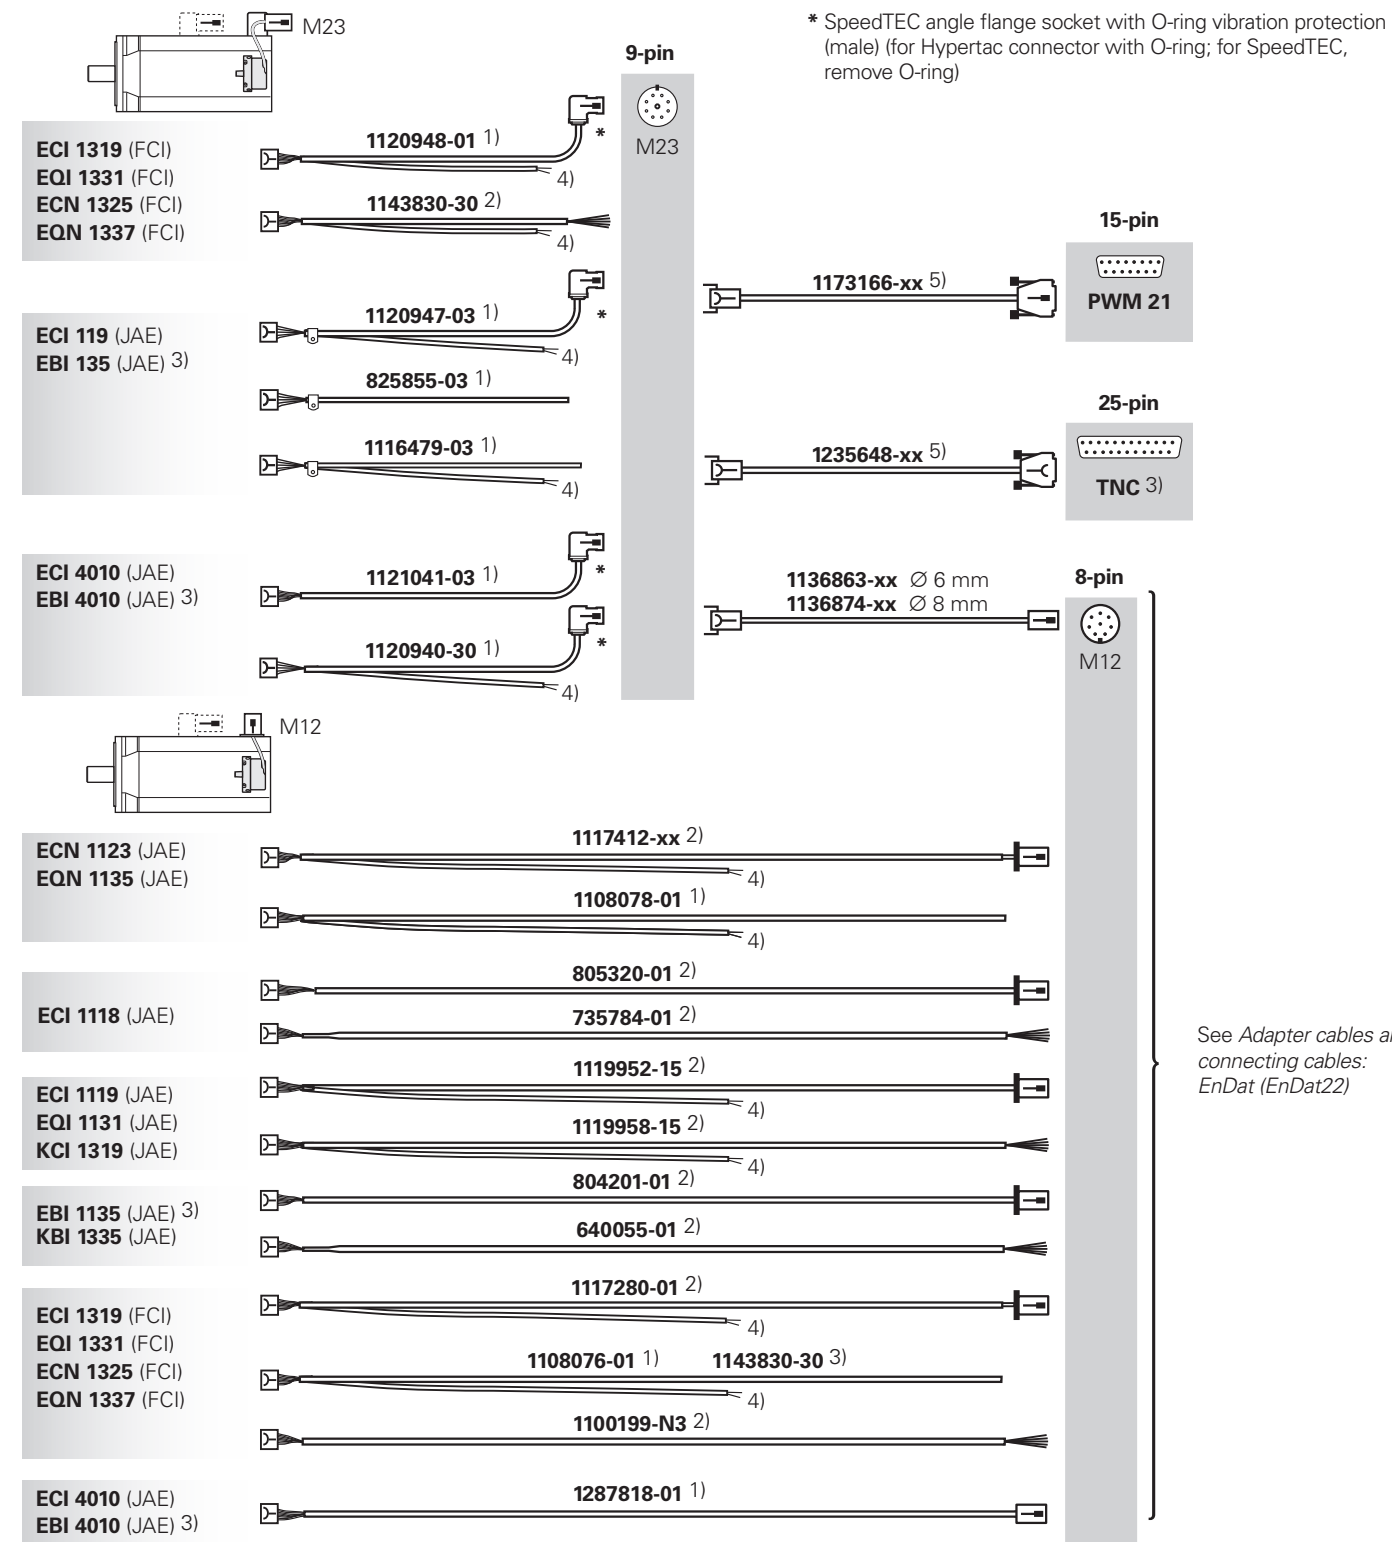 M23
* SpeedTEC angle flange socket with O-ring vibration protection
(male) (for Hypertac connector with O-ring; for SpeedTEC,
remove O-ring)
9-pin
M23
ECI 1319 (FCI)
EQI 1331 (FCI)
ECN 1325 (FCI)
EQN 1337 (FCI)
1120948-01 1)
*
4)
1143830-30 2)
4)
15-pin
PWM 21
1173166-xx 5)
ECI 119 (JAE)
EBI 135 (JAE) 3)
1120947-03 1)
*
4)
825855-03 1)
1116479-03 1)
4)
25-pin
TNC 3)
1235648-xx 5)
ECI 4010 (JAE)
EBI 4010 (JAE) 3)
1121041-03 1)
*
1120940-30 1)
*
4)
1136863-xx Ø 6 mm
1136874-xx Ø 8 mm
8-pin
M12
M12
ECN 1123 (JAE)
EQN 1135 (JAE)
1117412-xx 2)
4)
1108078-01 1)
4)
ECI 1118 (JAE)
805320-01 2)
735784-01 2)
See Adapter cables
connecting cables:
EnDat (EnDat22)
ECI 1119 (JAE)
EQI 1131 (JAE)
KCI 1319 (JAE)
1119952-15 2)
4)
1119958-15 2)
4)
EBI 1135 (JAE) 3)
KBI 1335 (JAE)
804201-01 2)
640055-01 2)
ECI 1319 (FCI)
EQI 1331 (FCI)
ECN 1325 (FCI)
EQN 1337 (FCI)
1117280-01 2)
4)
1108076-01 1) 1143830-30 3)
4)
1100199-N3 2)
ECI 4010 (JAE)
EBI 4010 (JAE) 3)
1287818-01 1)